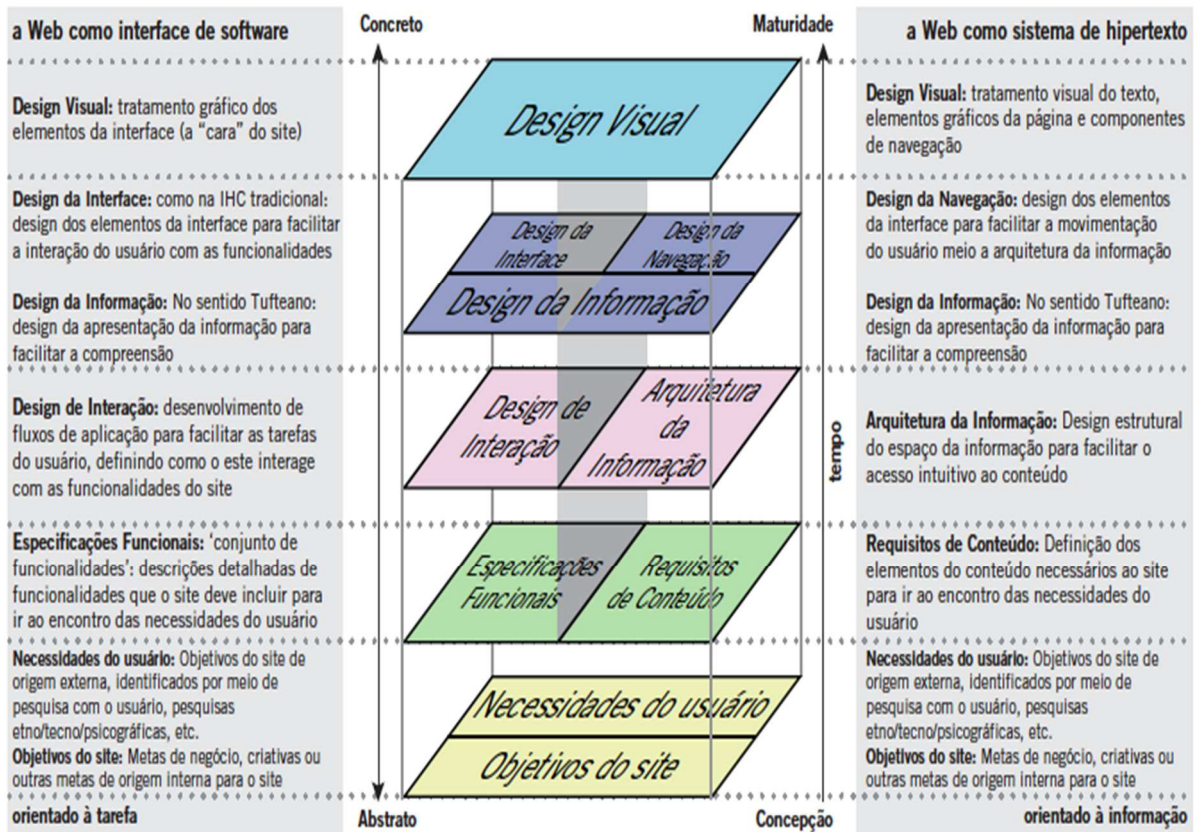 a Web como interface de software
Design Visual: tratamento gráfico dos
elementos da interface (a “cara” do site)
Design da Interface: como na IHC tradicional:
design dos elementos da interface para facilitar
a interação do usuário com as funcionalidades
Design da Informação: No sentido Tufteano:
design da apresentação da informação para
facilitar a compreensão
Design de Interação: desenvolvimento de
fluxos de aplicação para facilitar as tarefas
do usuário, definindo como o este interage
com as funcionalidades do site
Especificações Funcionais: ‘conjunto de
funcionalidades’: descrições detalhadas de
funcionalidades que o site deve incluir para
ir ao encontro das necessidades do usuário
Necessidades do usuário: Objetivos do site de
origem externa, identificados por meio de
pesquisa com o usuário, pesquisas
etno/tecno/psicográficas, etc.
Objetivos do site: Metas de negócio, criativas ou
outras metas de origem interna para o site
orientado à tarefa
Concreto
Maturidade
Design Visual
Design da
Interface
Design da
Navegação
Design da Informação
Design de
Interação
Arquitetura
da
Informação
Especificações
Funcionais
Requisitos
de Conteúdo
Necessidades do usuário
Objetivos do site
tempo
Abstrato
Concepção
a Web como sistema de hipertexto
Design Visual: tratamento visual do texto,
elementos gráficos da página e componentes
de navegação
Design da Navegação: design dos elementos
da interface para facilitar a movimentação
do usuário meio a arquitetura da informação
Design da Informação: No sentido Tufteano:
design da apresentação da informação para
facilitar a compreensão
Arquitetura da Informação: Design estrutural
do espaço da informação para facilitar o
acesso intuitivo ao conteúdo
Requisitos de Conteúdo: Definição dos
elementos do conteúdo necessários ao site
para ir ao encontro das necessidades do
usuário
Necessidades do usuário: Objetivos do site de
origem externa, identificados por meio de
pesquisa com o usuário, pesquisas
etno/tecno/psicográficas, etc.
Objetivos do site: Metas de negócio, criativas ou
outras metas de origem interna para o site
orientado à informação